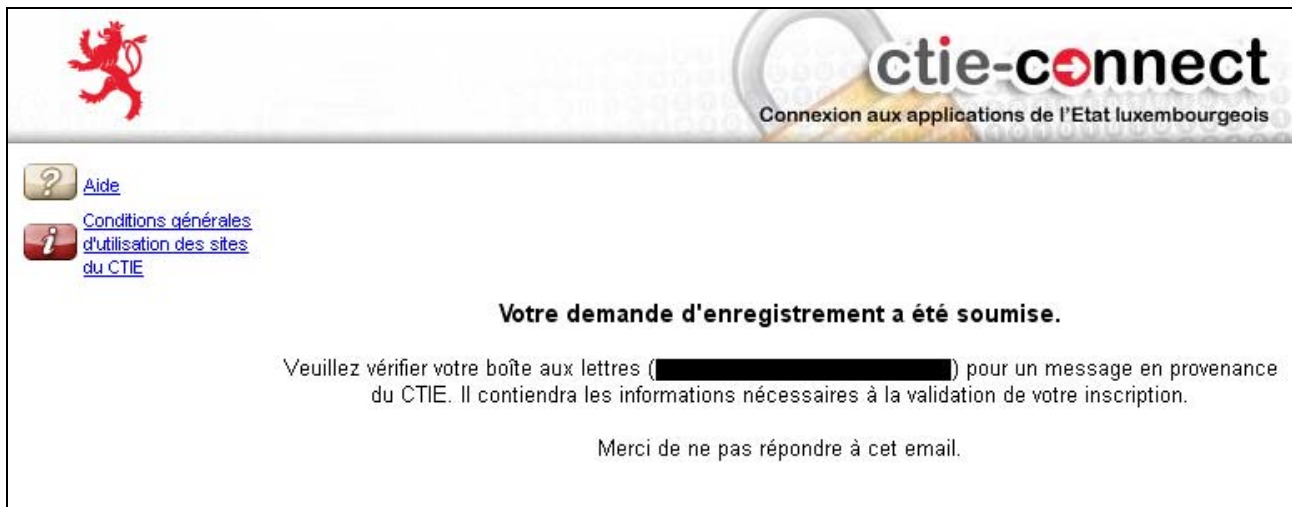 ctie-connect
Connexion aux applications de l'Etat luxembourgeois
? Aide
i Conditions générales
d'utilisation des sites
du CTIE
Votre demande d'enregistrement a été soumise.
Veuillez vérifier votre boîte aux lettres () pour un message en provenance
du CTIE. Il contiendra les informations nécessaires à la validation de votre inscription.
Merci de ne pas répondre à cet email.